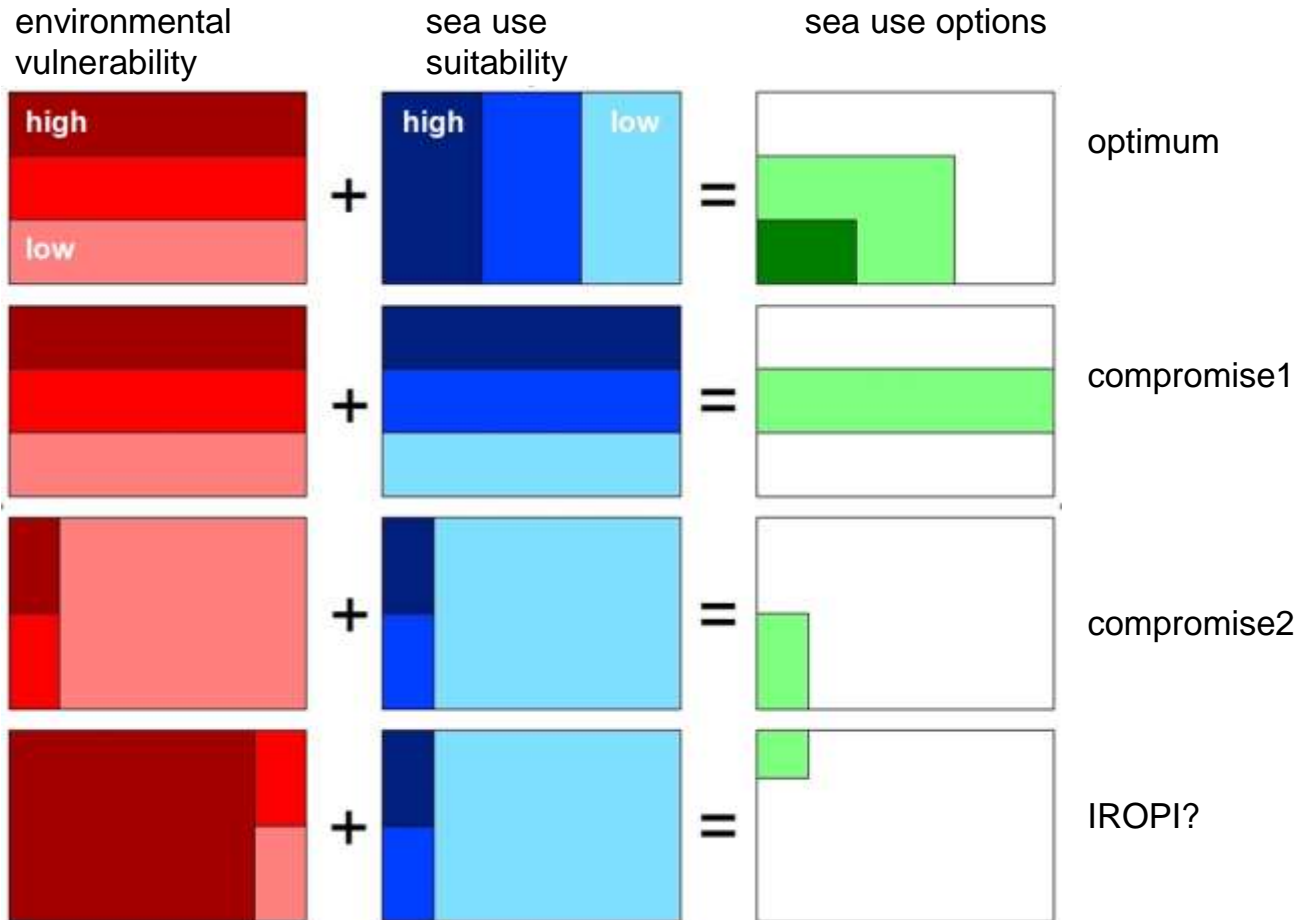 environmental
vulnerability
sea use
suitability
sea use options
high
low
high
low
+
=
optimum
+
=
compromise1
+
=
compromise2
+
=
IROPI?